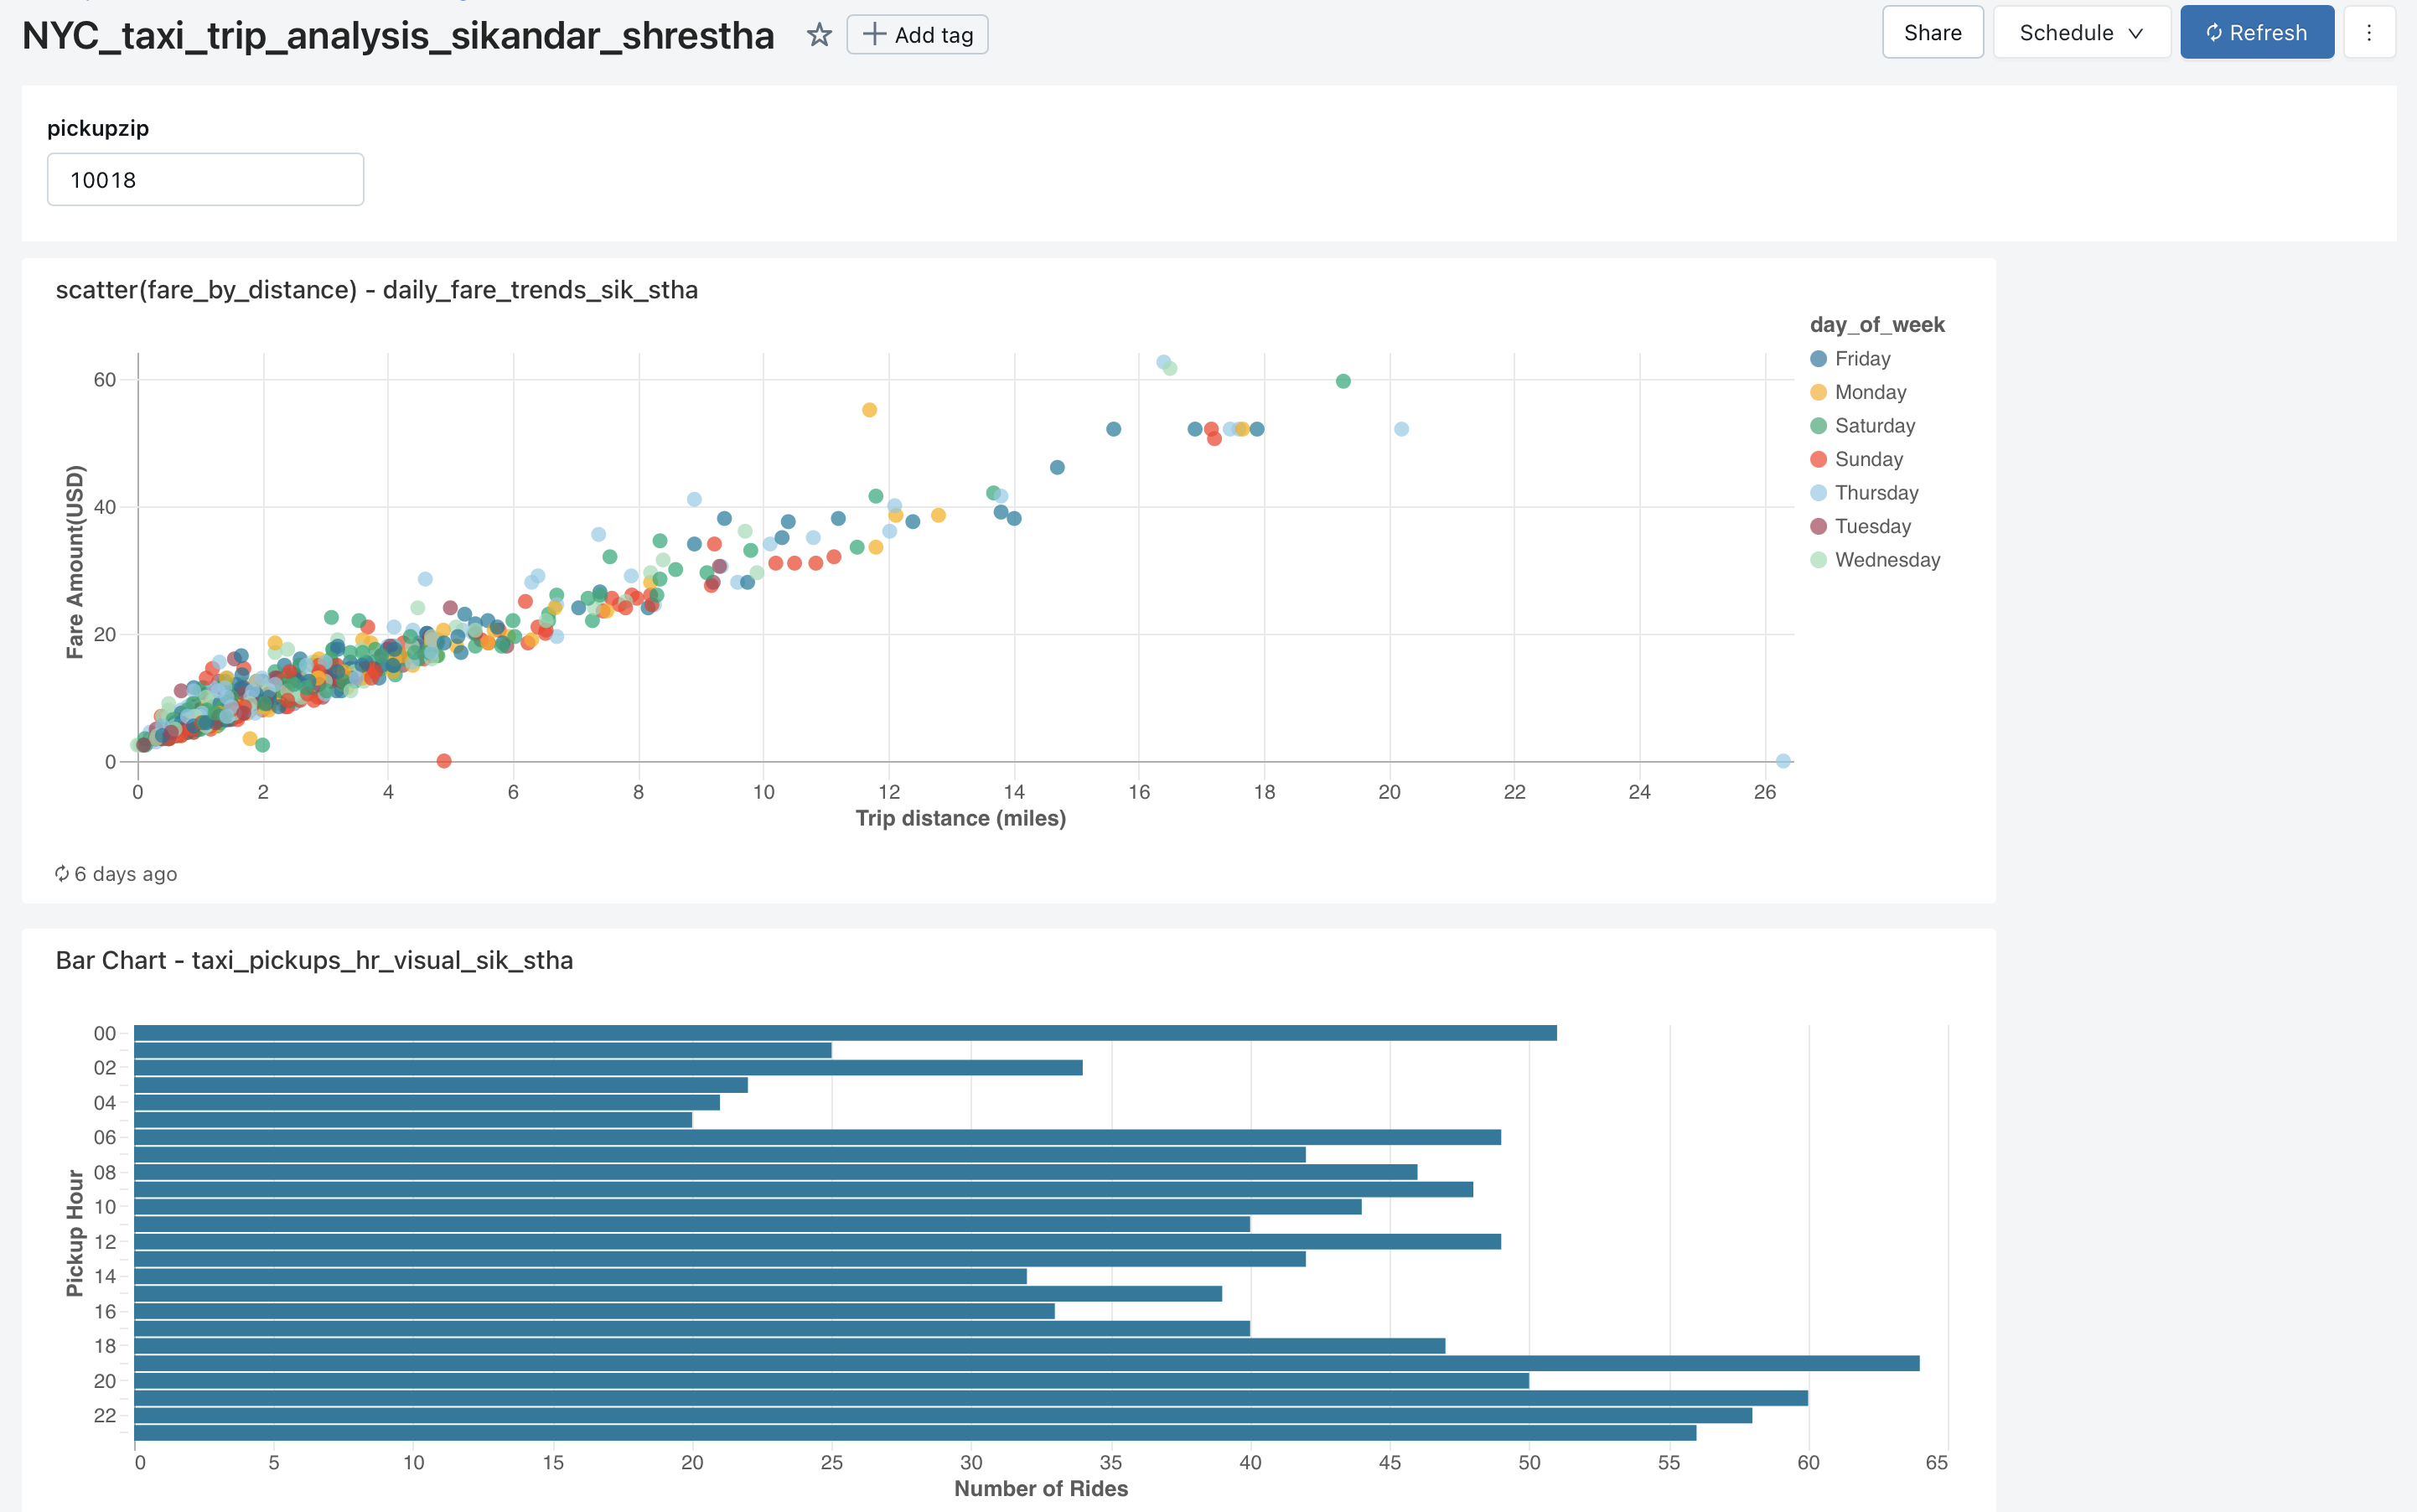 NYC_taxi_trip_analysis_sikandar_shrestha
Add tag
Share
Schedule
Refresh
pickupzip
10018
scatter(fare_by_distance) - daily_fare_trends_sik_stha
day_of_week
Friday
Monday
Saturday
Sunday
Thursday
Tuesday
Wednesday
Fare Amount(USD)
60
40
20
0
0 2 4 6 8 10 12 14 16 18 20 22 24 26
Trip distance (miles)
6 days ago
Bar Chart - taxi_pickups_hr_visual_sik_stha
Pickup Hour
00
02
04
06
08
10
12
14
16
18
20
22
0 5 10 15 20 25 30 35 40 45 50 55 60 65
Number of Rides